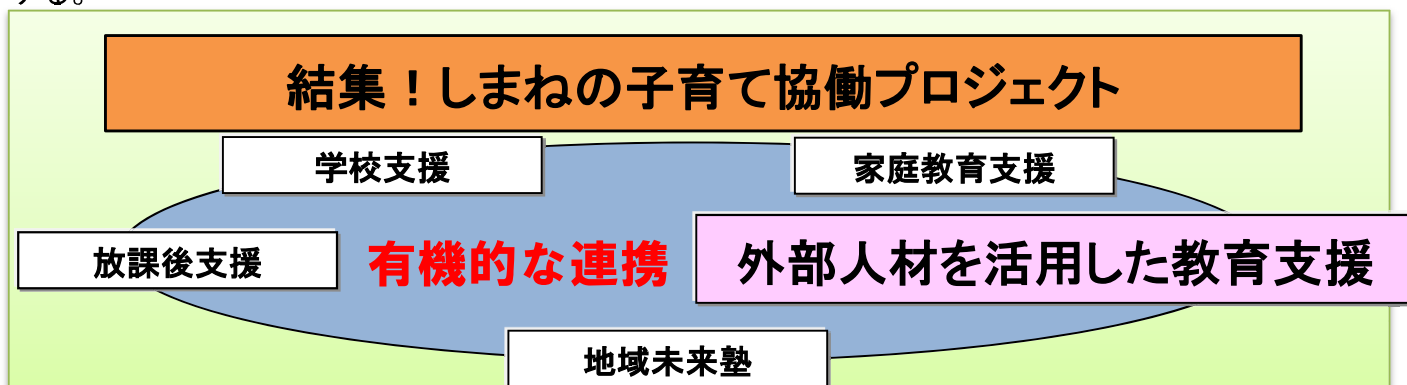 する。
結集！しまねの子育て協働プロジェクト
学校支援
家庭教育支援
放課後支援
有機的な連携
外部人材を活用した教育支援
地域未来塾